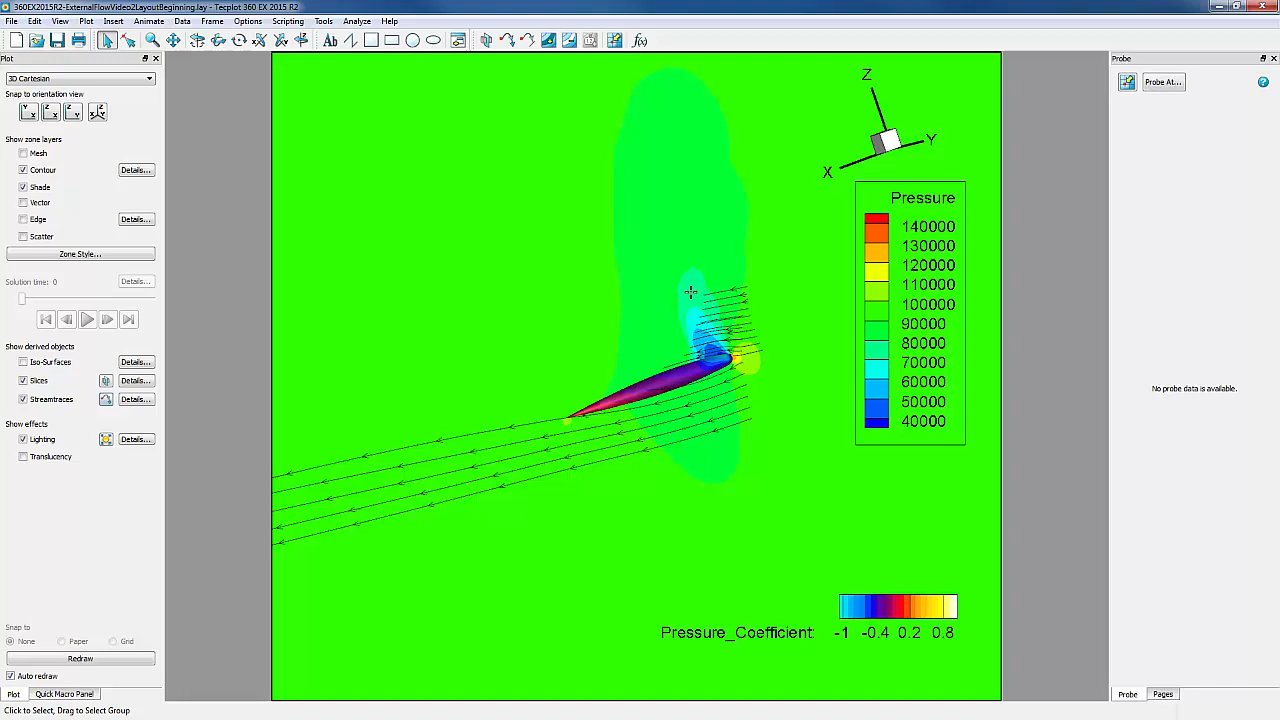 360EX2015R2-ExternalFlowVideo2LayoutBeginning.lay - Tecplot 360 EX 2015 R2
File Edit View Plot Insert Animate Data Frame Options Scripting Tools Analyze Help
Plot
3D Cartesian
Snap to orientation view
Show zone layers
Mesh
Contour Details...
Shade
Vector
Edge Details...
Scatter
Zone Style...
Solution time: 0 Details...
Show derived objects
Iso-Surfaces Details...
Slices Details...
Streamtraces Details...
Show effects
Lighting Details...
Translucency
Snap to
None Paper Grid
Redraw
Auto redraw
Plot Quick Macro Panel
Click to Select, Drag to Select Group
Z
Y
X
Pressure
140000
130000
120000
110000
100000
90000
80000
70000
60000
50000
40000
Pressure_Coefficient: -1 -0.4 0.2 0.8
Probe
Probe At...
No probe data is available.
Probe Pages